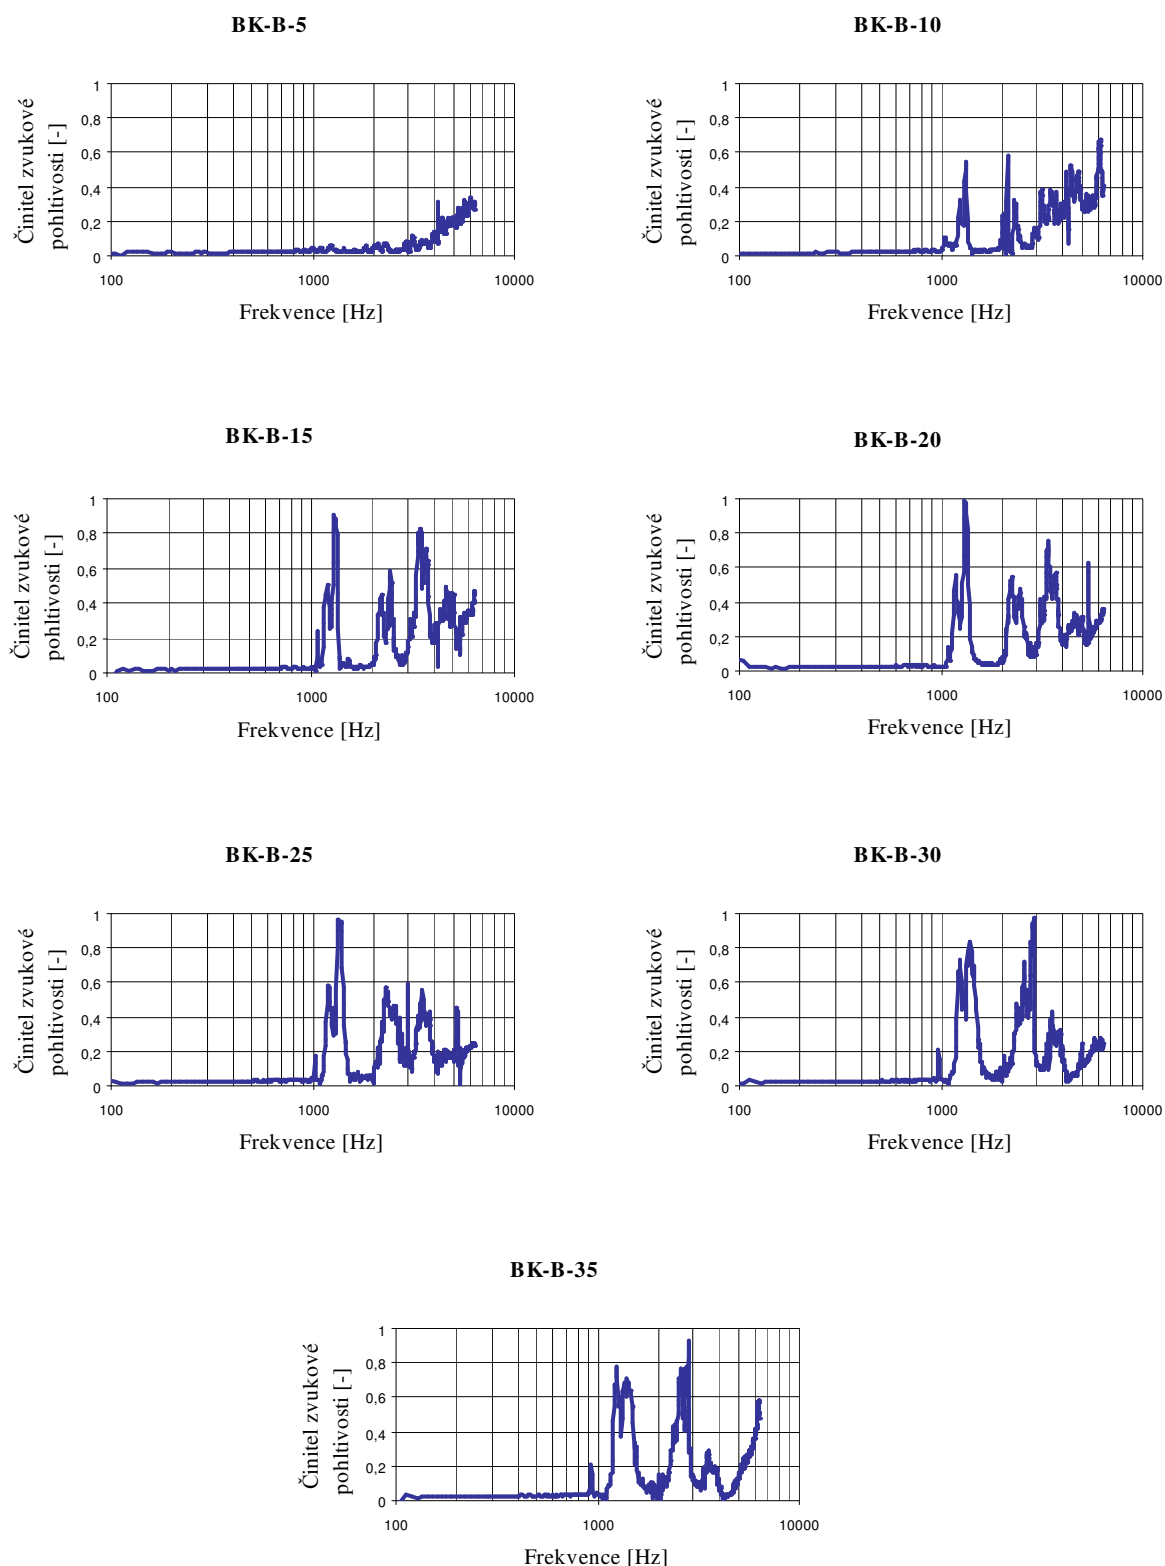 BK-B-5
Činitel zvukové
pohltivosti [-]
1
0,8
0,6
0,4
0,2
0
100
1000
10000
Frekvence [Hz]
BK-B-10
Činitel zvukové
pohltivosti [-]
1
0,8
0,6
0,4
0,2
0
100
1000
10000
Frekvence [Hz]
BK-B-15
Činitel zvukové
pohltivosti [-]
1
0,8
0,6
0,4
0,2
0
100
1000
10000
Frekvence [Hz]
BK-B-20
Činitel zvukové
pohltivosti [-]
1
0,8
0,6
0,4
0,2
0
100
1000
10000
Frekvence [Hz]
BK-B-25
Činitel zvukové
pohltivosti [-]
1
0,8
0,6
0,4
0,2
0
100
1000
10000
Frekvence [Hz]
BK-B-30
Činitel zvukové
pohltivosti [-]
1
0,8
0,6
0,4
0,2
0
100
1000
10000
Frekvence [Hz]
BK-B-35
Činitel zvukové
pohltivosti [-]
1
0,8
0,6
0,4
0,2
0
100
1000
10000
Frekvence [Hz]